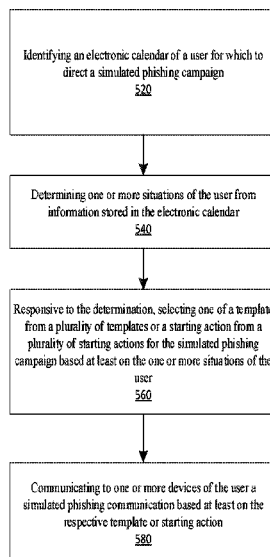 Identifying an electronic calendar of a user for which to
direct a simulated phishing campaign
520
Determining one or more situations of the user from
information stored in the electronic calendar
540
Responsive to the determination, selecting one of a template
from a plurality of templates or a starting action from a
plurality of starting actions for the simulated phishing
campaign based at least on the one or more situations of the
user
560
Communicating to one or more devices of the user a
simulated phishing communication based at least on the
respective template or starting action
580